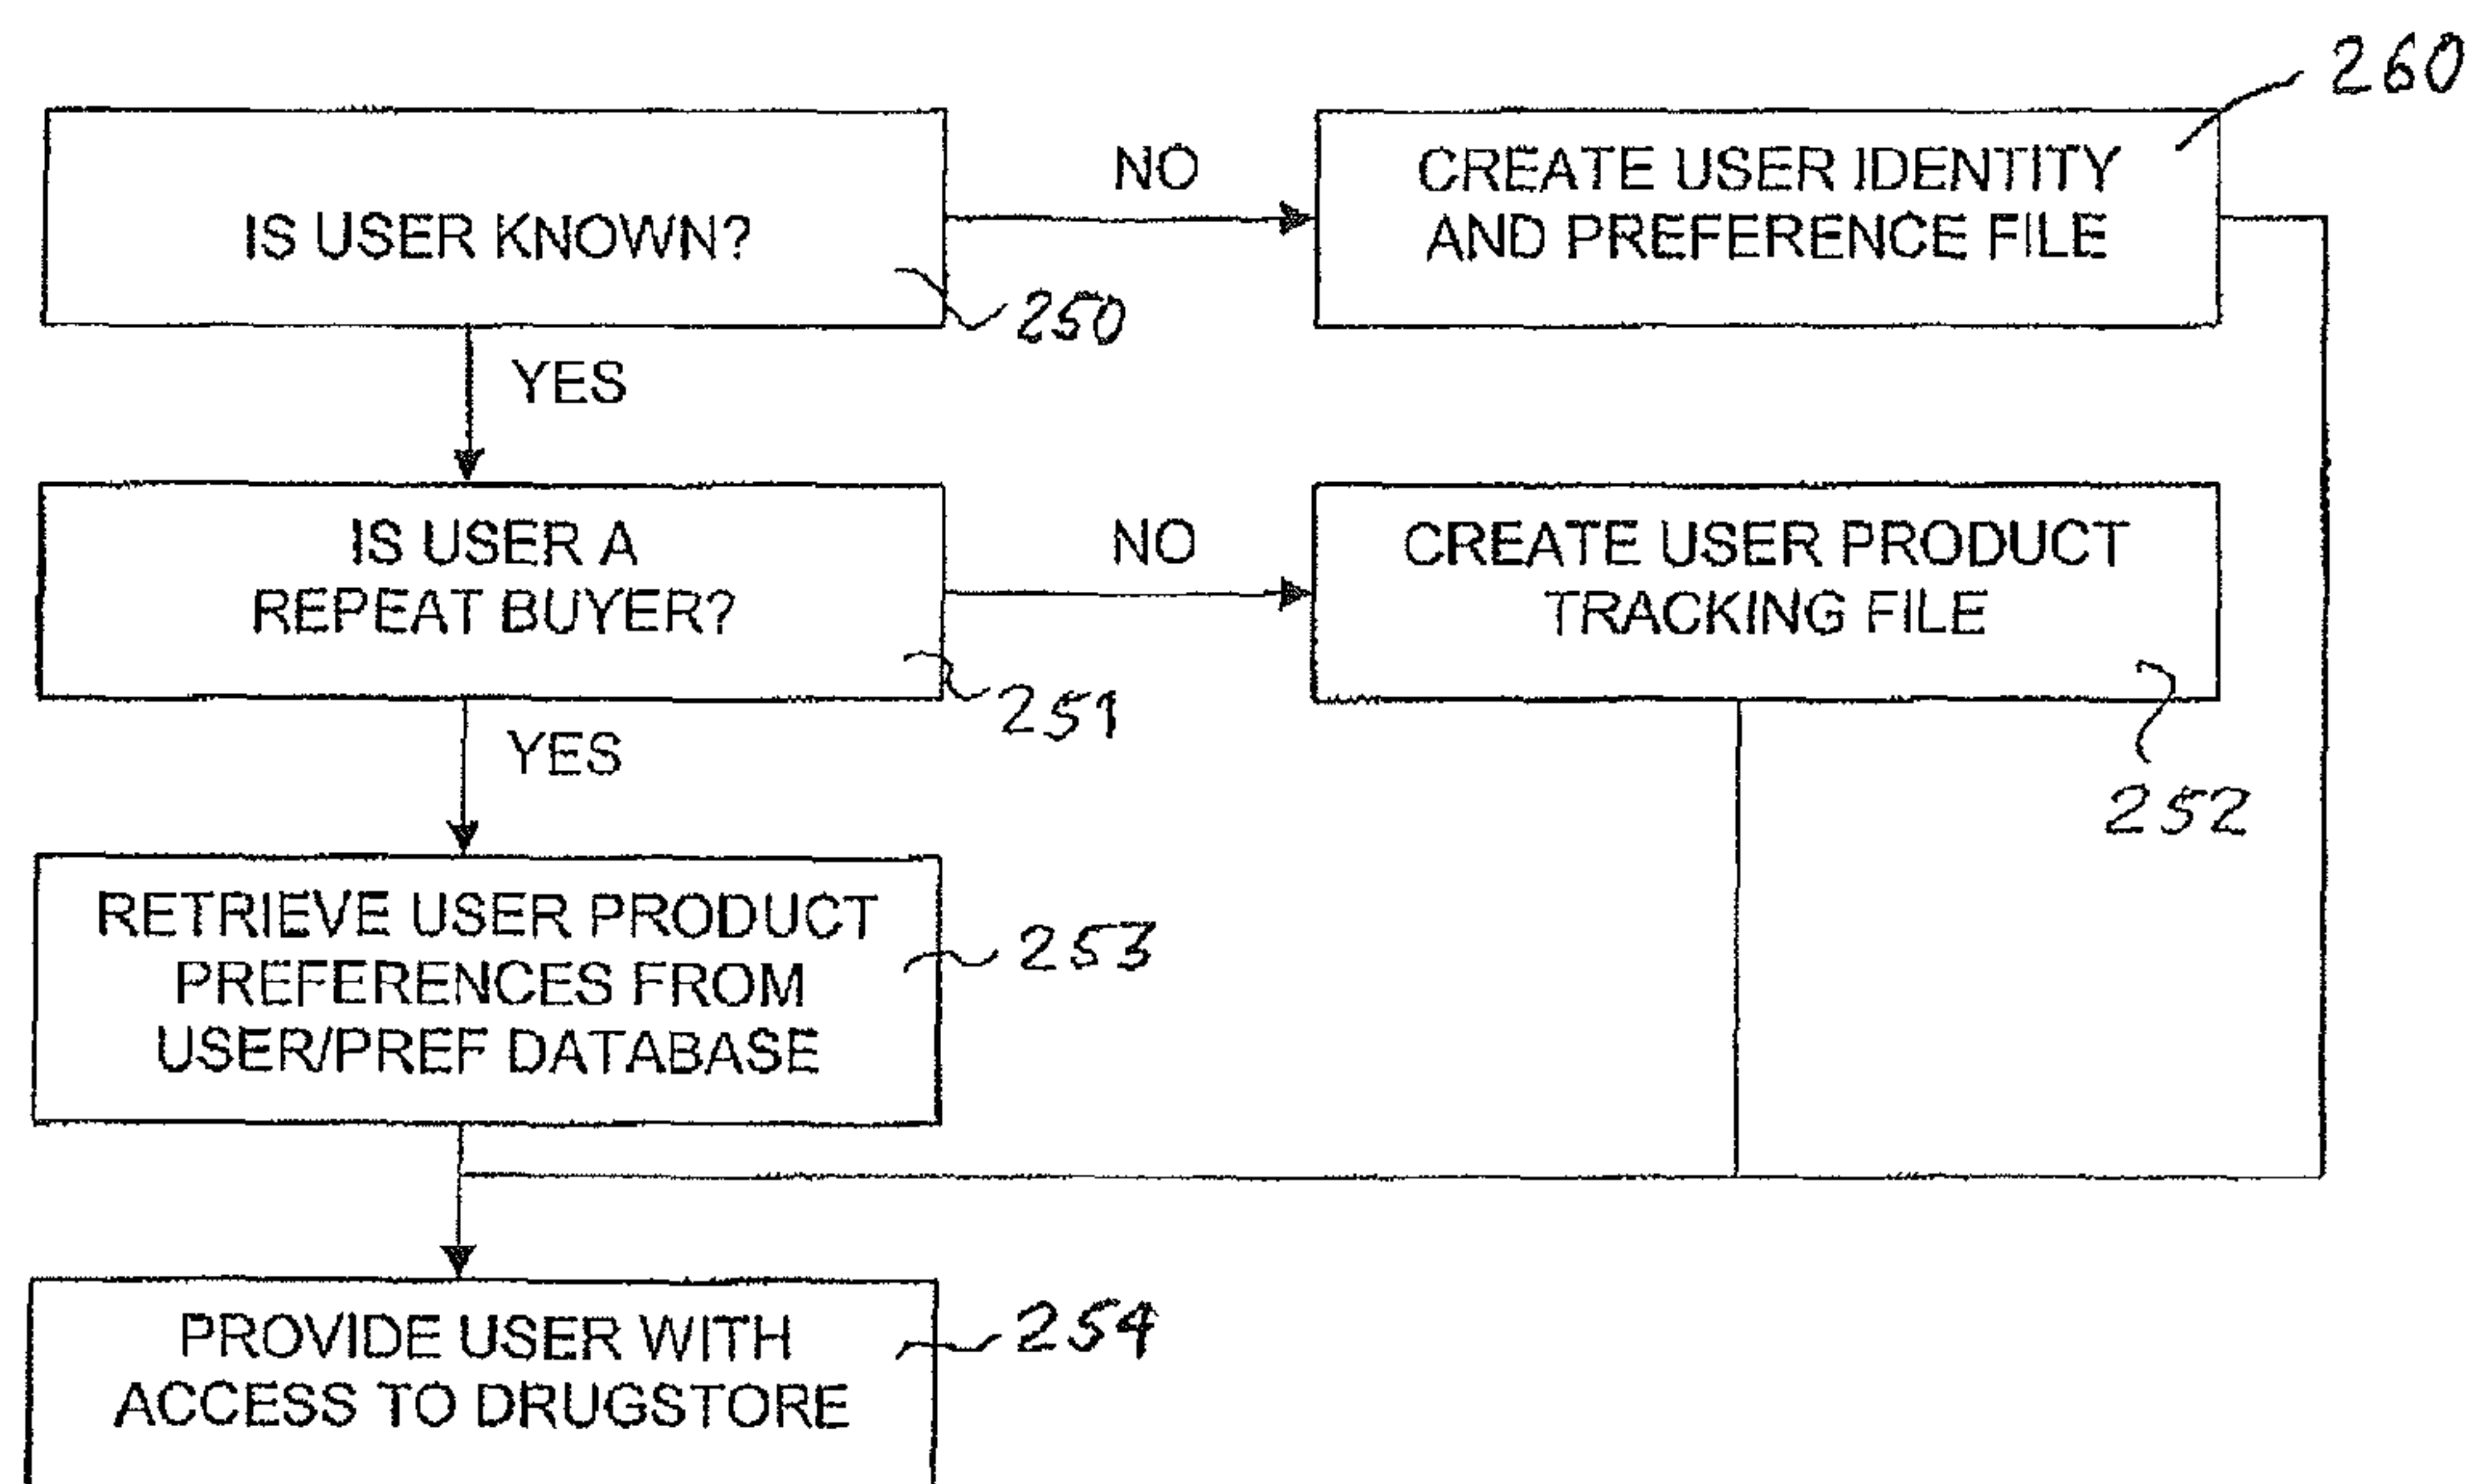 260
IS USER KNOWN?
250
NO
CREATE USER IDENTITY
AND PREFERENCE FILE
YES
IS USER A
REPEAT BUYER?
251
NO
CREATE USER PRODUCT
TRACKING FILE
252
YES
RETRIEVE USER PRODUCT
PREFERENCES FROM
USER/PREF DATABASE
253
PROVIDE USER WITH
ACCESS TO DRUGSTORE
254